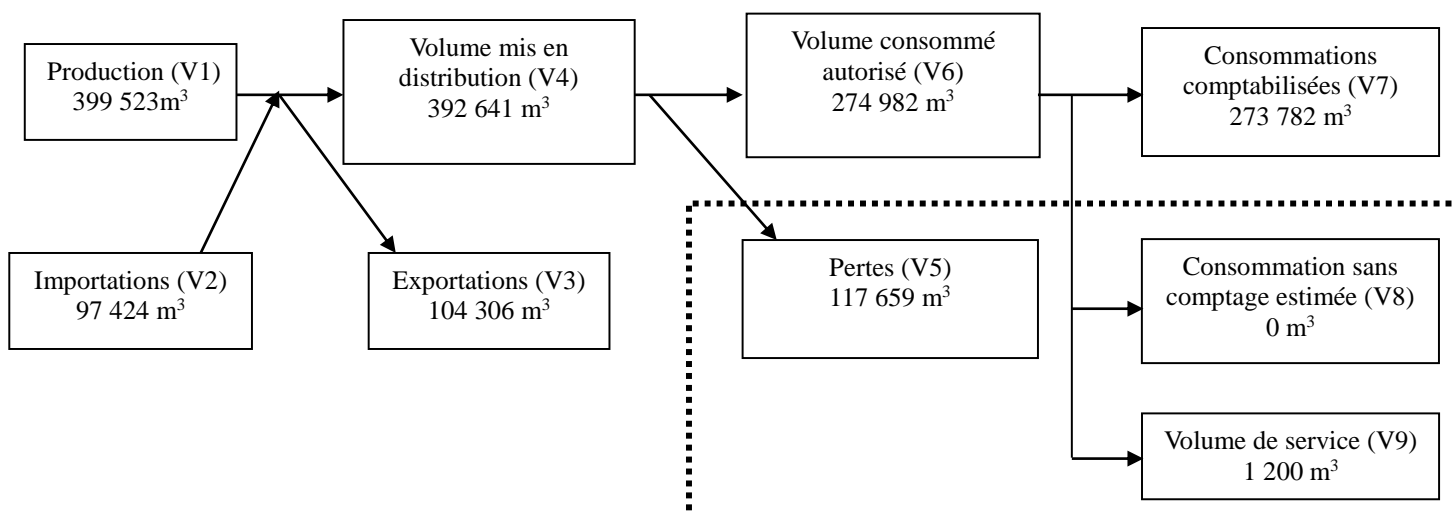 Production (V1)
399 523m³
Volume mis en
distribution (V4)
392 641 m³
Volume consommé
autorisé (V6)
274 982 m³
Consommations
comptabilisées (V7)
273 782 m³
Importations (V2)
97 424 m³
Exportations (V3)
104 306 m³
Pertes (V5)
117 659 m³
Consommation sans
comptage estimée (V8)
0 m³
Volume de service (V9)
1 200 m³